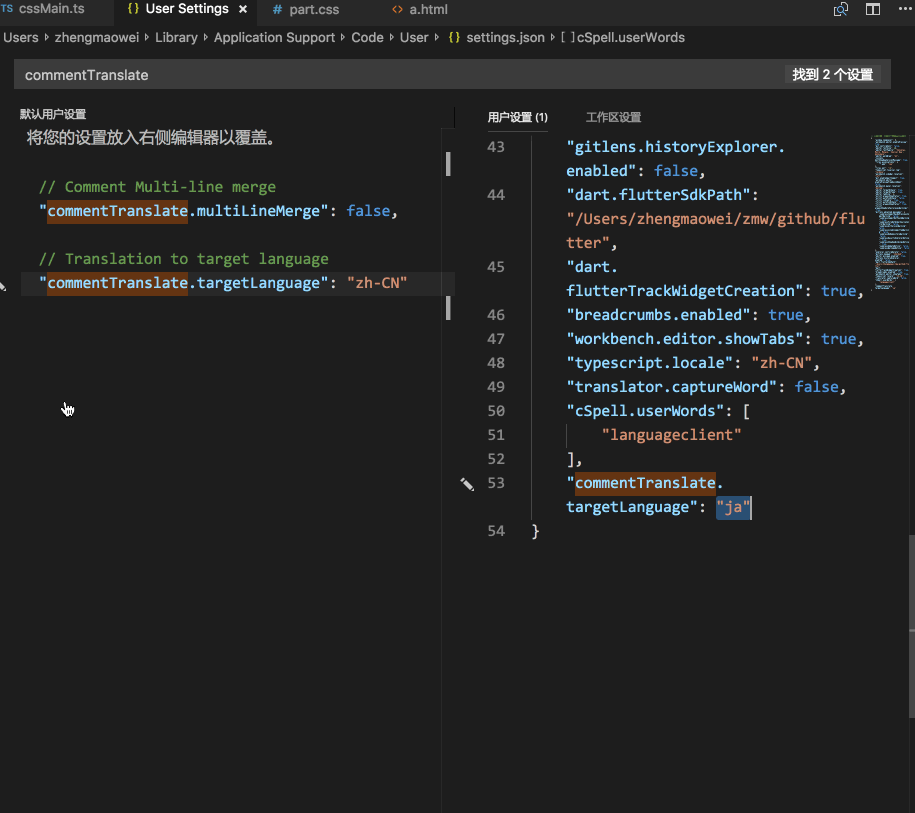 TS cssMain.ts {} User Settings × # part.css <> a.html
Users › zhengmaowei › Library › Application Support › Code › User › {} settings.json › [ ] cSpell.userWords
commentTranslate 找到 2 个设置
默认用户设置
将您的设置放入右侧编辑器以覆盖。
// Comment Multi-line merge
"commentTranslate.multiLineMerge": false,
// Translation to target language
"commentTranslate.targetLanguage": "zh-CN"
用户设置 (1) 工作区设置
43 "gitlens.historyExplorer.
enabled": false,
44 "dart.flutterSdkPath":
"/Users/zhengmaowei/zmw/github/flu
tter",
45 "dart.
flutterTrackWidgetCreation": true,
46 "breadcrumbs.enabled": true,
47 "workbench.editor.showTabs": true,
48 "typescript.locale": "zh-CN",
49 "translator.captureWord": false,
50 "cSpell.userWords": [
51 "languageclient"
52 ],
53 "commentTranslate.
targetLanguage": "ja"
54 }